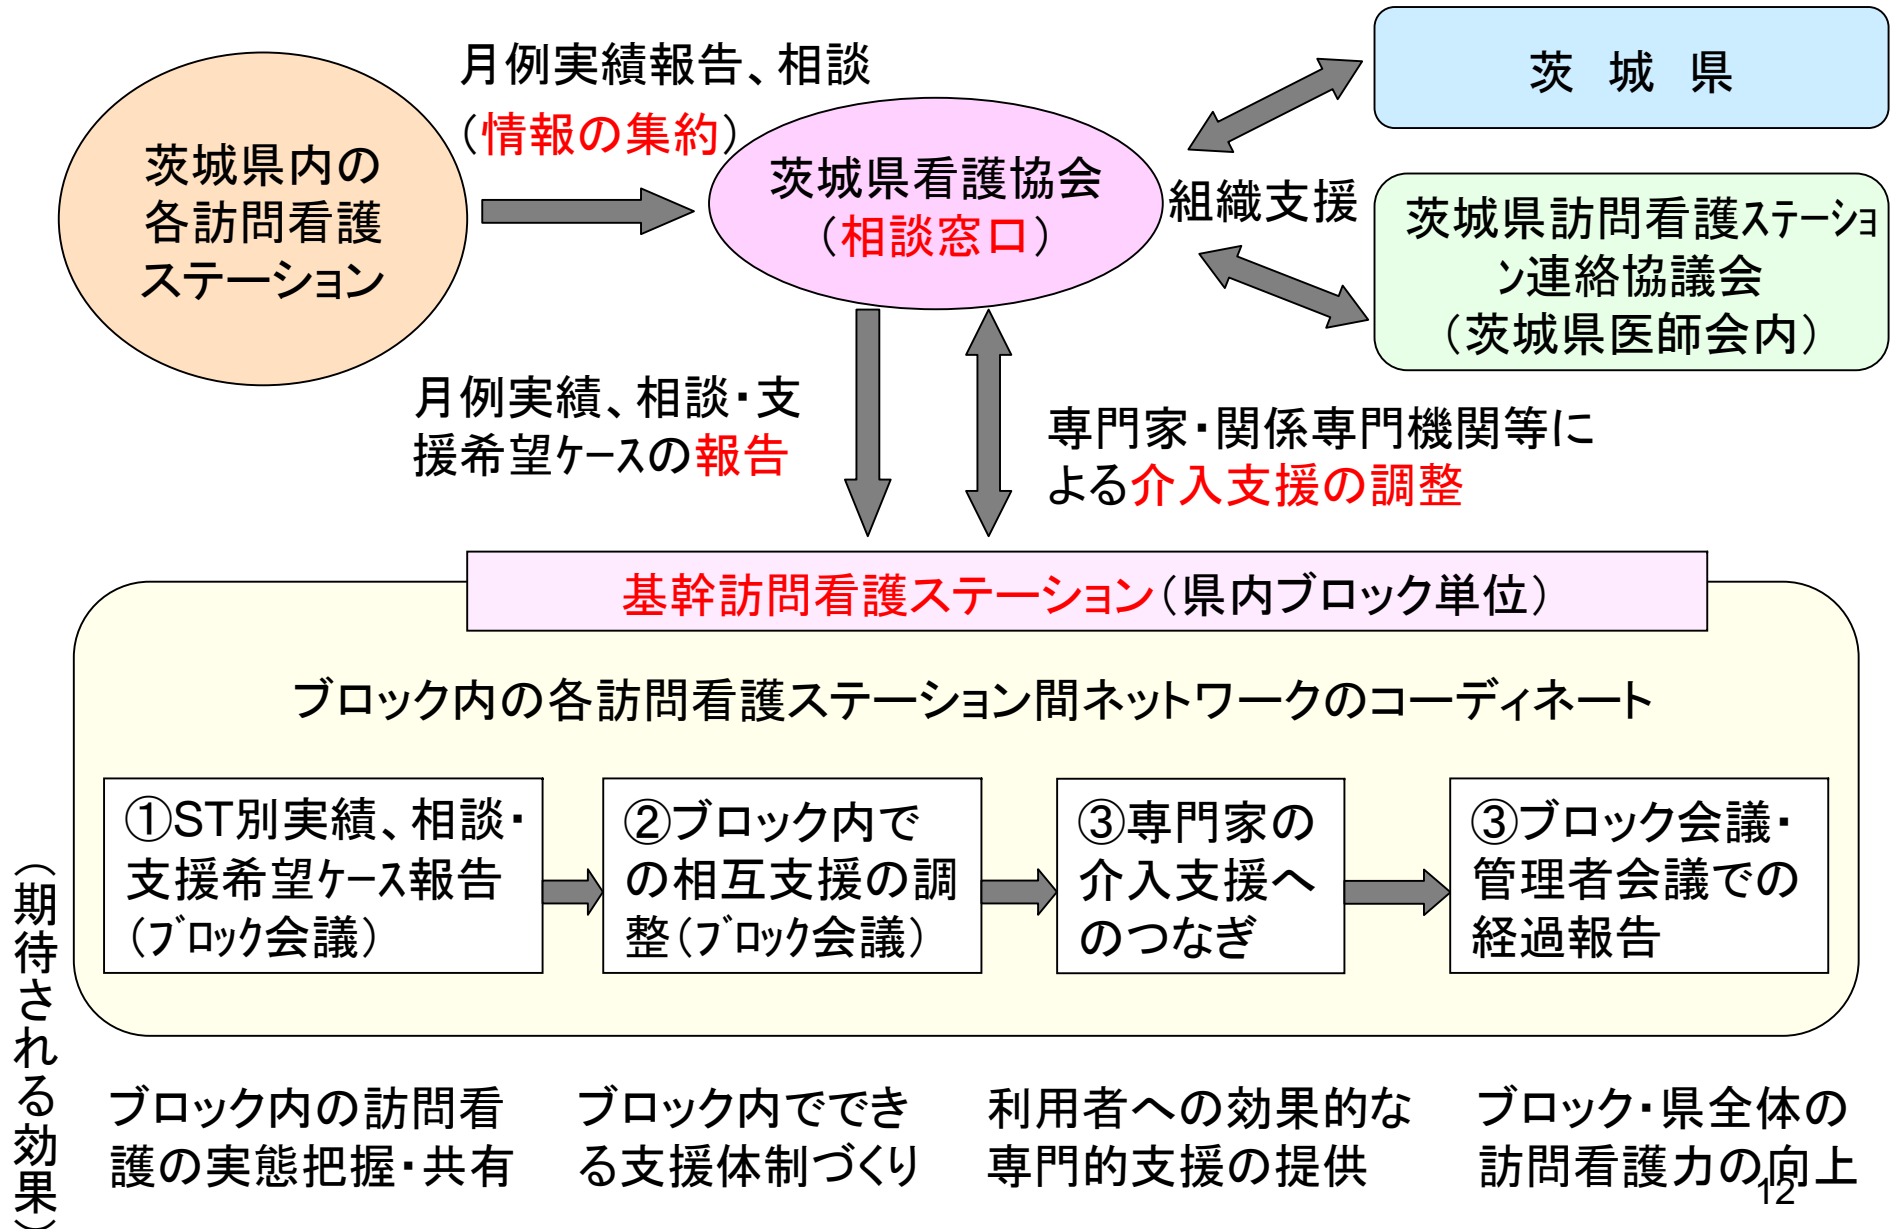 月例実績報告、相談
(情報の集約)
茨城県内の
各訪問看護
ステーション
茨城県看護協会
(相談窓口)
茨　城　県
組織支援
茨城県訪問看護ｽﾃｰｼｮ
ﾝ連絡協議会
(茨城県医師会内)
月例実績、相談・支
援希望ｹｰｽの報告
専門家・関係専門機関等に
よる介入支援の調整
基幹訪問看護ステーション(県内ブロック単位)
ブロック内の各訪問看護ステーション間ネットワークのコーディネート
①ST別実績、相談・
支援希望ｹｰｽ報告
(ﾌﾞﾛｯｸ会議)
②ブロック内で
の相互支援の調
整(ﾌﾞﾛｯｸ会議)
③専門家の
介入支援へ
のつなぎ
③ブロック会議・
管理者会議での
経過報告
(期待される効果)
ブロック内の訪問看
護の実態把握・共有
ブロック内ででき
る支援体制づくり
利用者への効果的な
専門的支援の提供
ブロック・県全体の
訪問看護力の向上
12